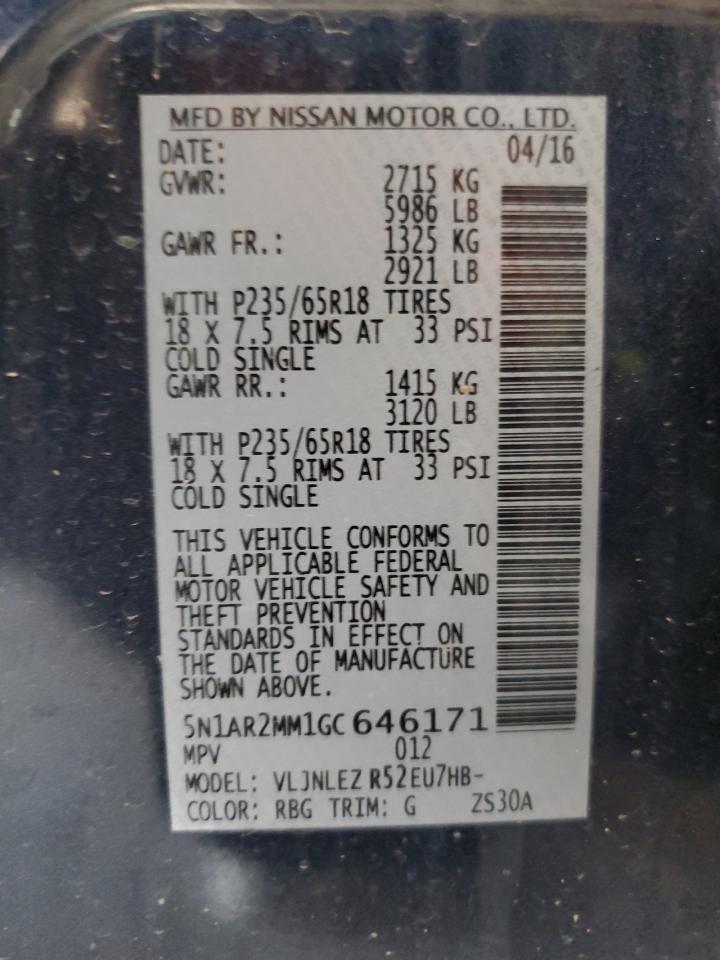 MFD BY NISSAN MOTOR CO., LTD.
DATE: 04/16
GVWR: 2715 KG
5986 LB
GAWR FR.: 1325 KG
2921 LB
WITH P235/65R18 TIRES
18 X 7.5 RIMS AT 33 PSI
COLD SINGLE
GAWR RR.: 1415 KG
3120 LB
WITH P235/65R18 TIRES
18 X 7.5 RIMS AT 33 PSI
COLD SINGLE
THIS VEHICLE CONFORMS TO
ALL APPLICABLE FEDERAL
MOTOR VEHICLE SAFETY AND
THEFT PREVENTION
STANDARDS IN EFFECT ON
THE DATE OF MANUFACTURE
SHOWN ABOVE.
5N1AR2MM1GC646171
MPV 012
MODEL: VLJNLEZ R52EU7HB-
COLOR: RBG TRIM: G ZS30A